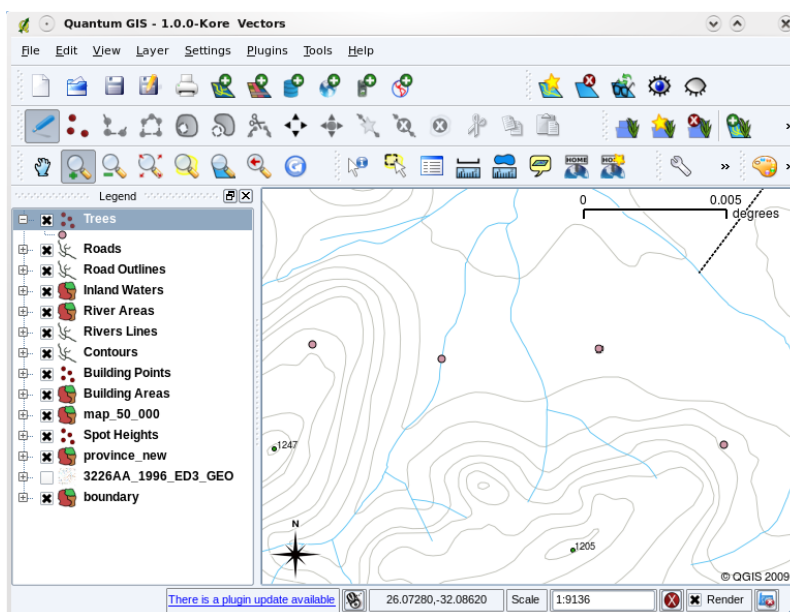 Quantum GIS - 1.0.0-Kore Vectors
File Edit View Layer Settings Plugins Tools Help
»
HOME HOME » »
Legend
Trees
Roads
Road Outlines
Inland Waters
River Areas
Rivers Lines
Contours
Building Points
Building Areas
map_50_000
Spot Heights
province_new
3226AA_1996_ED3_GEO
boundary
0 0.005
degrees
1247
1205
N
© QGIS 2009
There is a plugin update available 26.07280,-32.08620 Scale 1:9136 Render